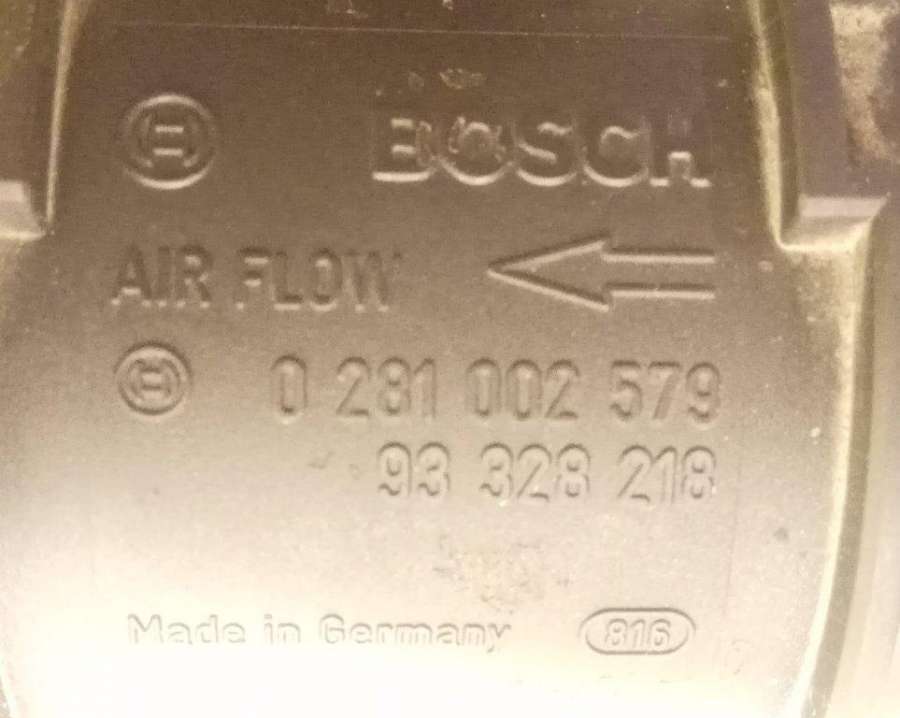 BOSCH
AIR FLOW
0 281 002 579
93 328 218
Made in Germany 816